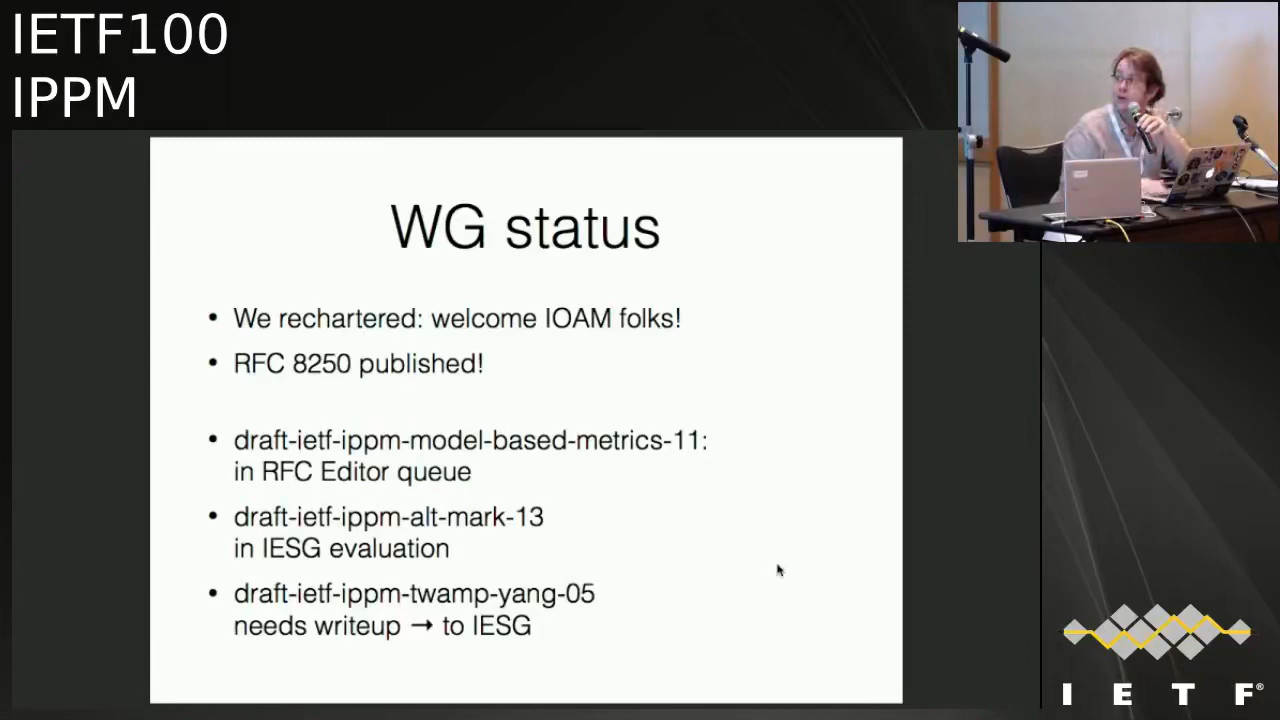 IETF100
IPPM
WG status
• We rechartered: welcome IOAM folks!
• RFC 8250 published!
• draft-ietf-ippm-model-based-metrics-11:
in RFC Editor queue
• draft-ietf-ippm-alt-mark-13
in IESG evaluation
• draft-ietf-ippm-twamp-yang-05
needs writeup → to IESG
I E T F®